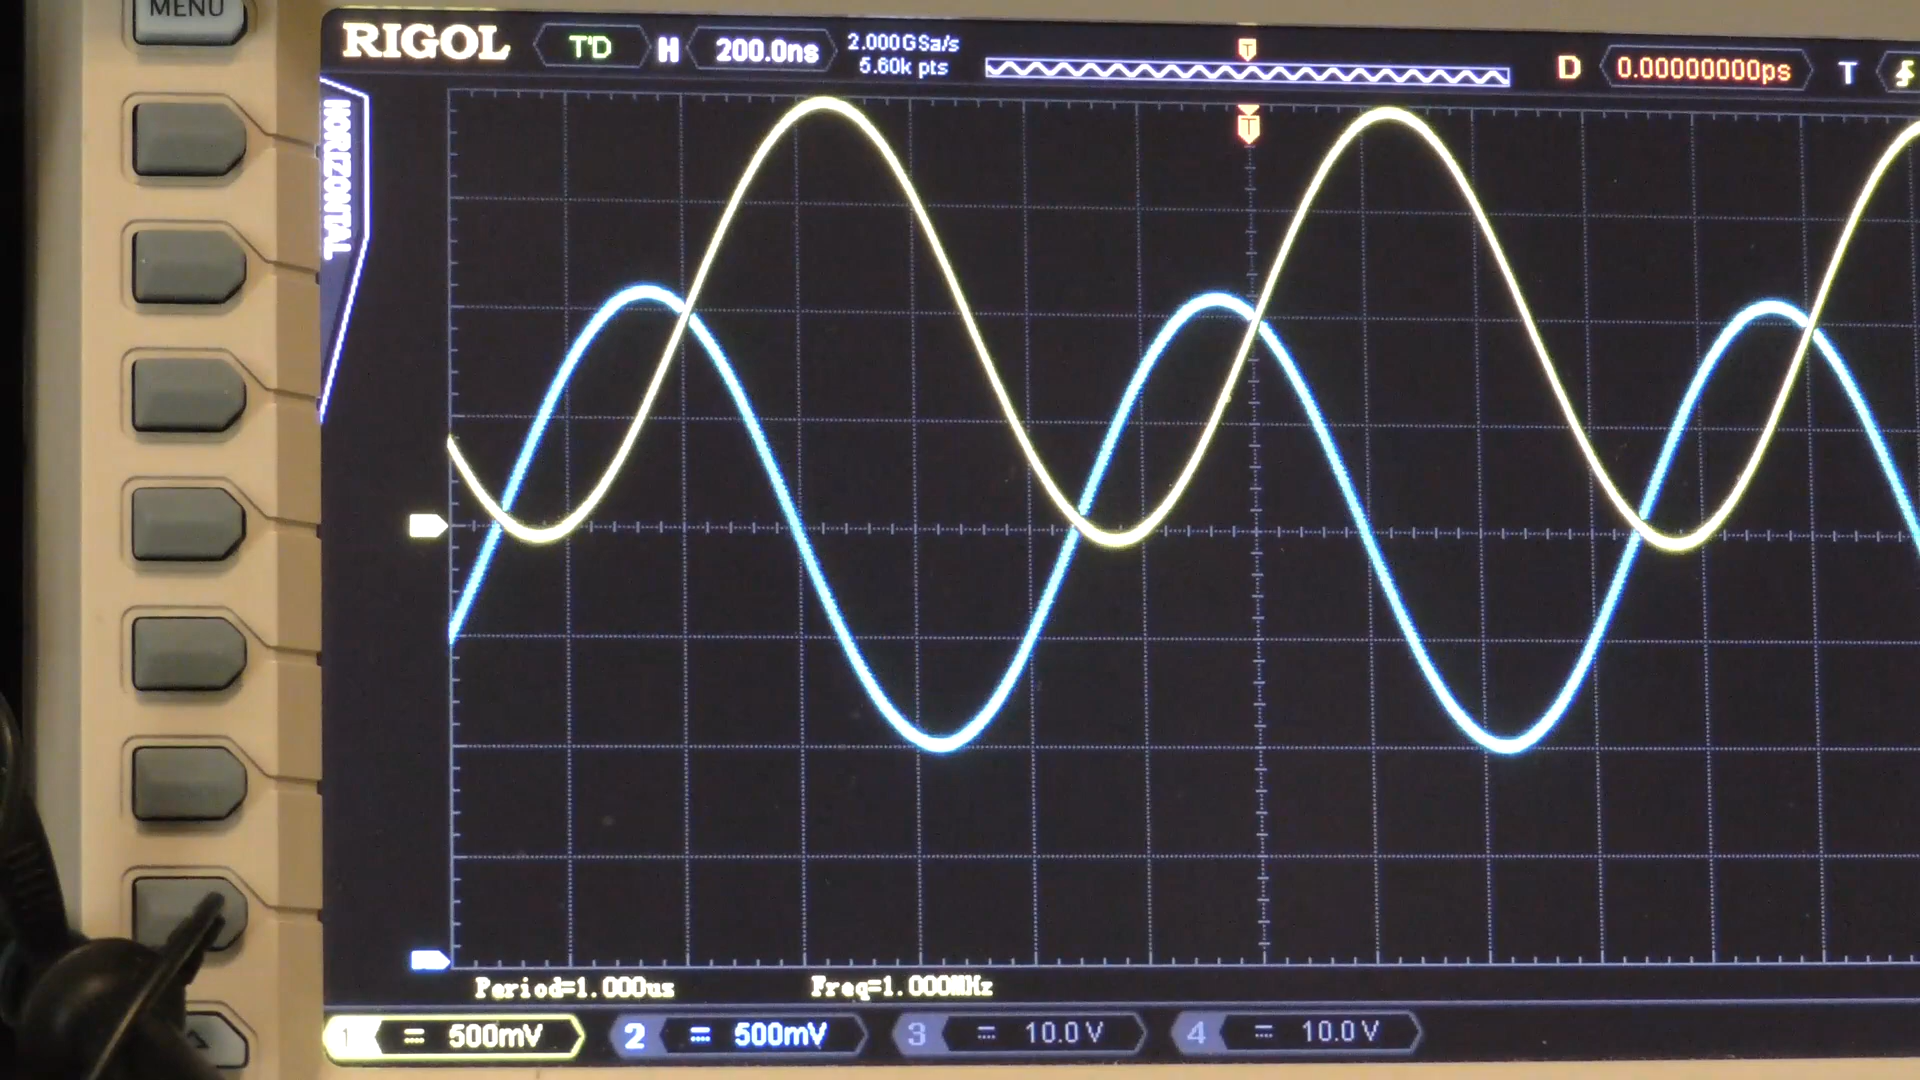 MENU
RIGOL T'D H 200.0ns 2.000GSa/s 5.60k pts T D 0.00000000ps T
T
HORIZONTAL
Period=1.000us Freq=1.000MHz
1 500mV 2 500mV 3 10.0 V 4 10.0 V